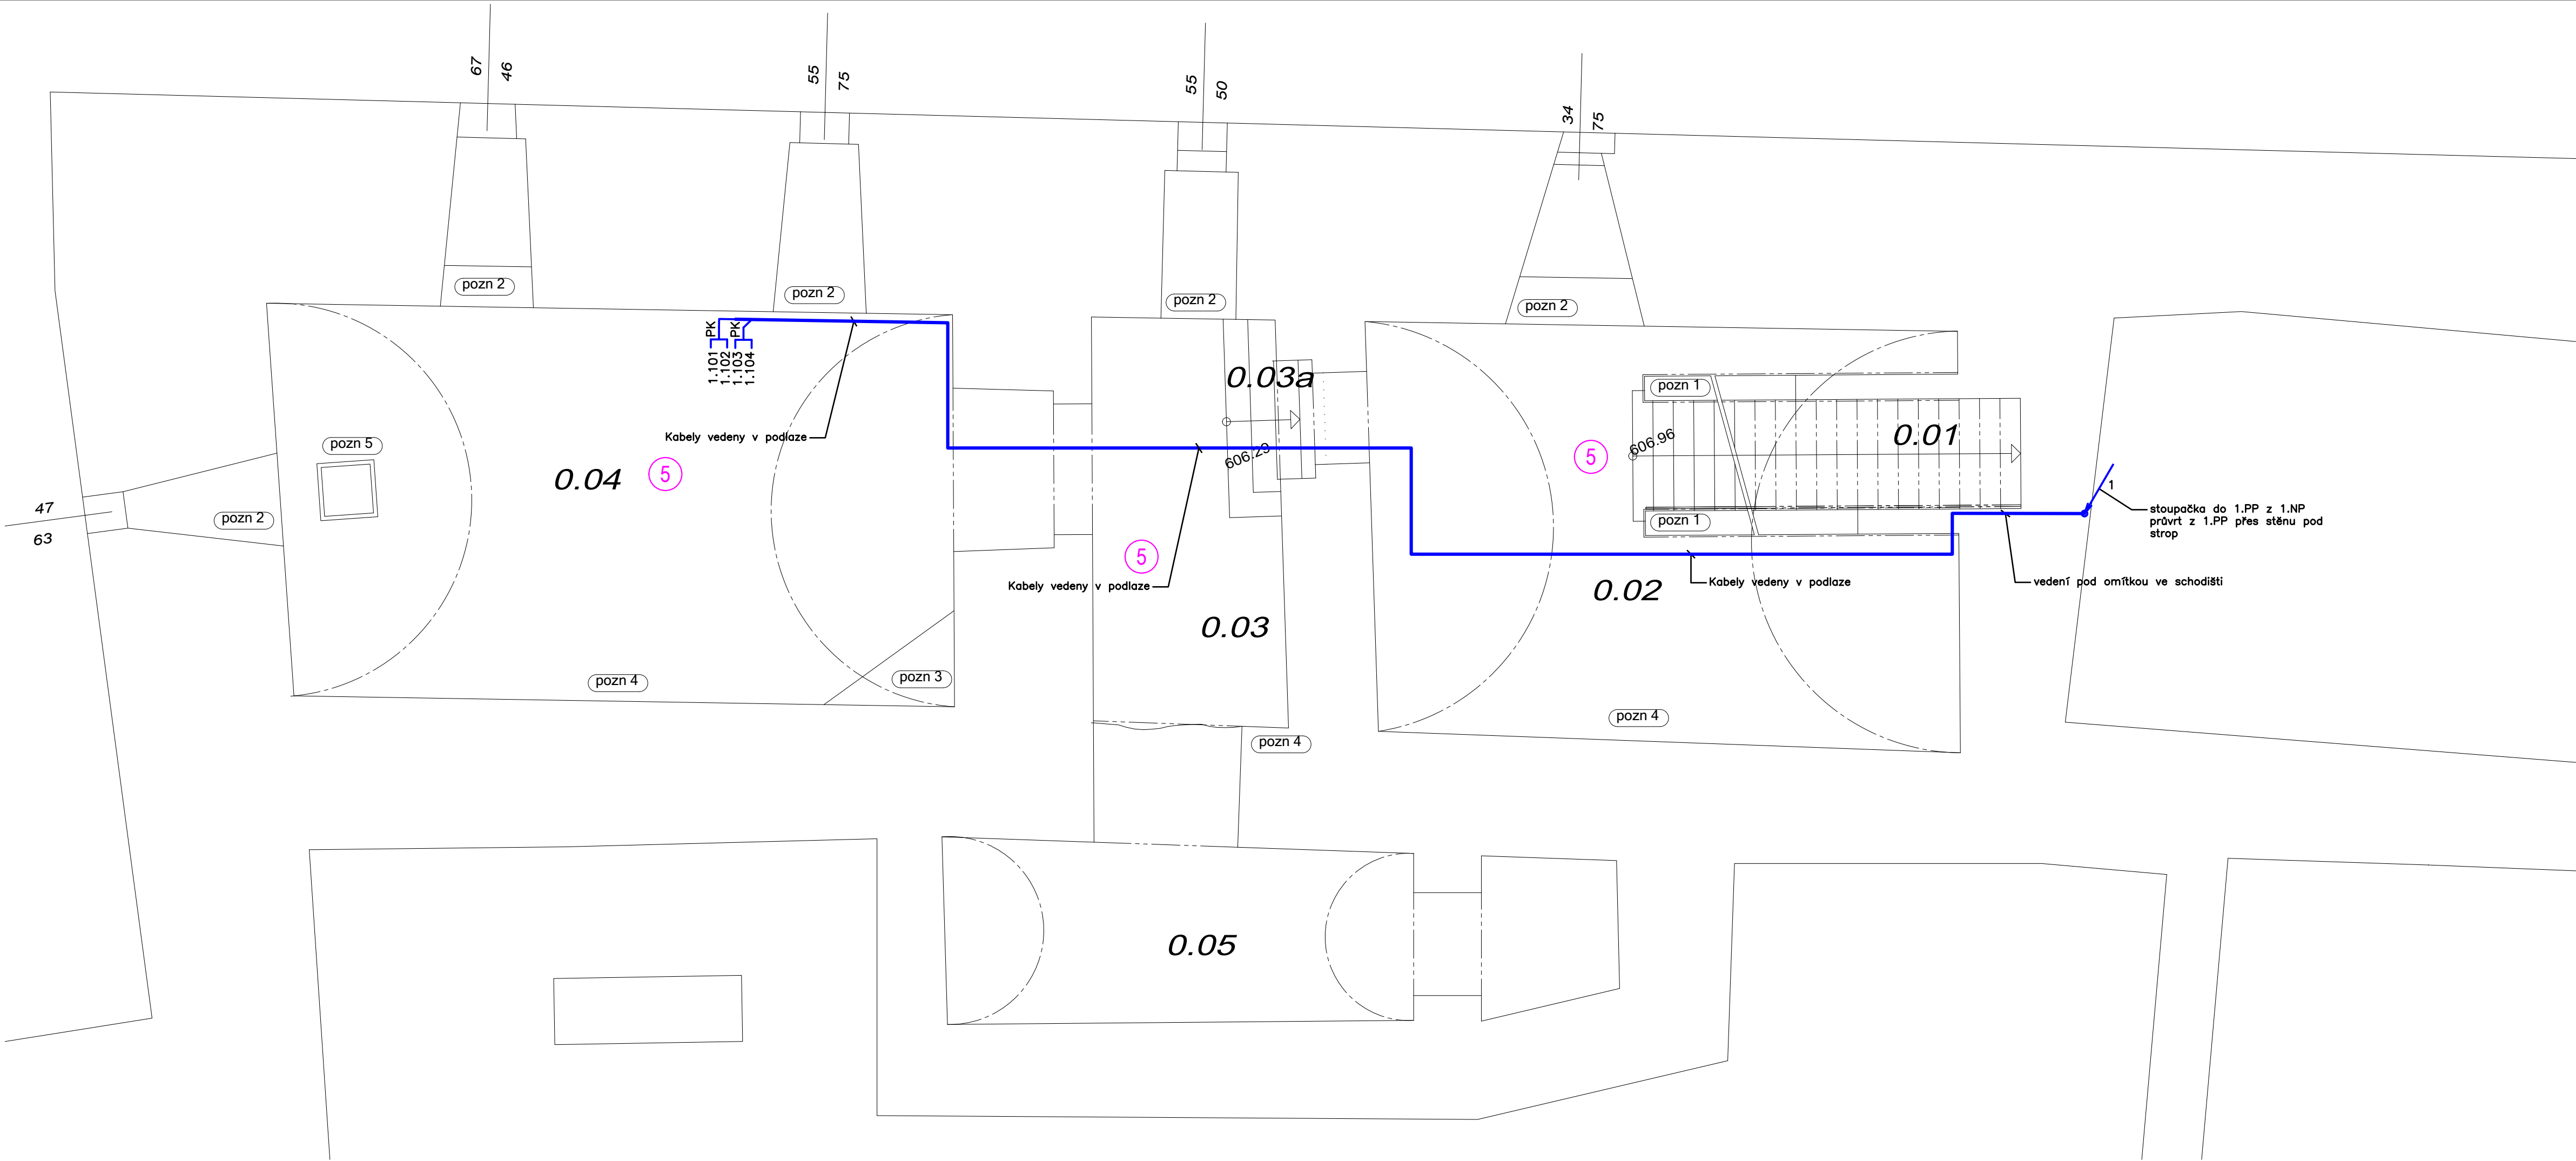 67
46
55
75
55
50
34
75
pozn 2
pozn 2
pozn 2
pozn 2
PK
PK
1.101
1.102
1.103
1.104
0.03a
pozn 1
Kabely vedeny v podlaze
pozn 5
0.04
5
606.29
5
606.96
0.01
47
63
pozn 2
pozn 1
1
stoupačka do 1.PP z 1.NP
průvrt z 1.PP přes stěnu pod
strop
5
Kabely vedeny v podlaze
0.02
Kabely vedeny v podlaze
vedení pod omítkou ve schodišti
0.03
pozn 4
pozn 3
pozn 4
pozn 4
0.05